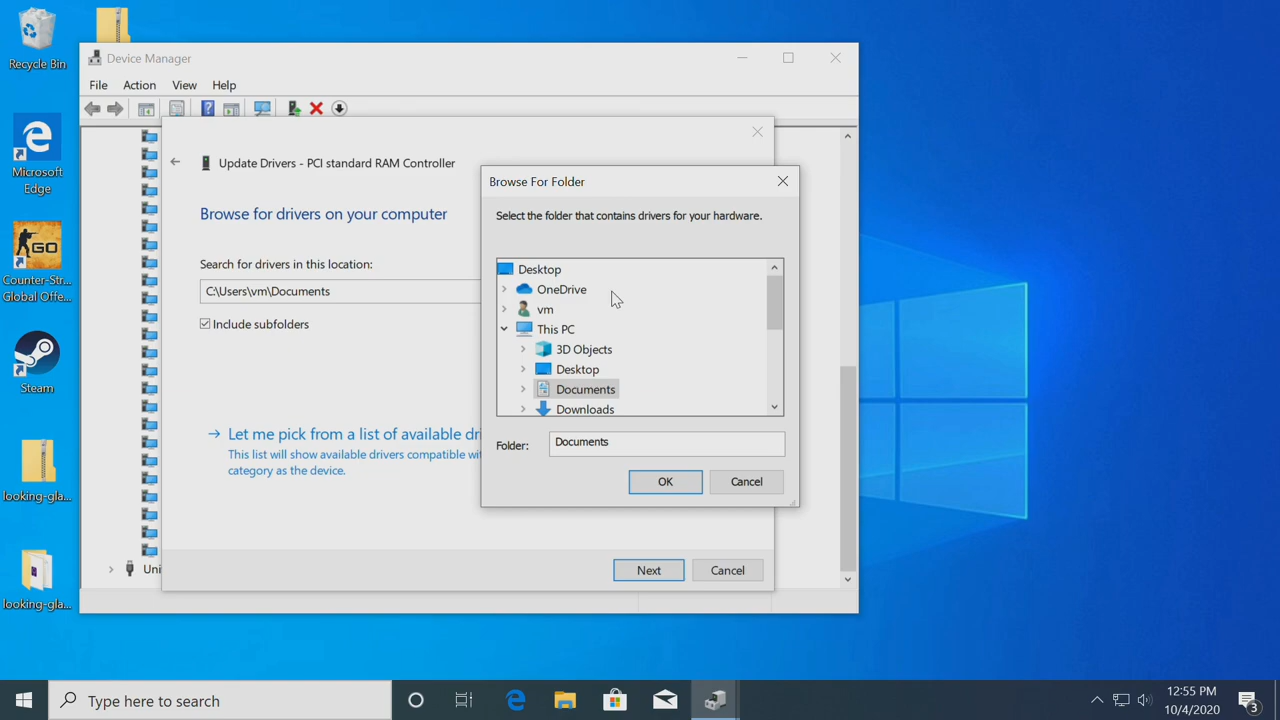 Recycle Bin
Microsoft
Edge
GO
Counter-Str...
Global Offe...
Steam
looking-gla...
looking-gla...
Device Manager
File Action View Help
Update Drivers - PCI standard RAM Controller
Browse for drivers on your computer
Search for drivers in this location:
C:\Users\vm\Documents
Include subfolders
Let me pick from a list of available dri
This list will show available drivers compatible wi
category as the device.
Uni
Next
Cancel
Browse For Folder
Select the folder that contains drivers for your hardware.
Desktop
OneDrive
vm
This PC
3D Objects
Desktop
Documents
Downloads
Folder: Documents
OK
Cancel
Type here to search
12:55 PM
10/4/2020
3